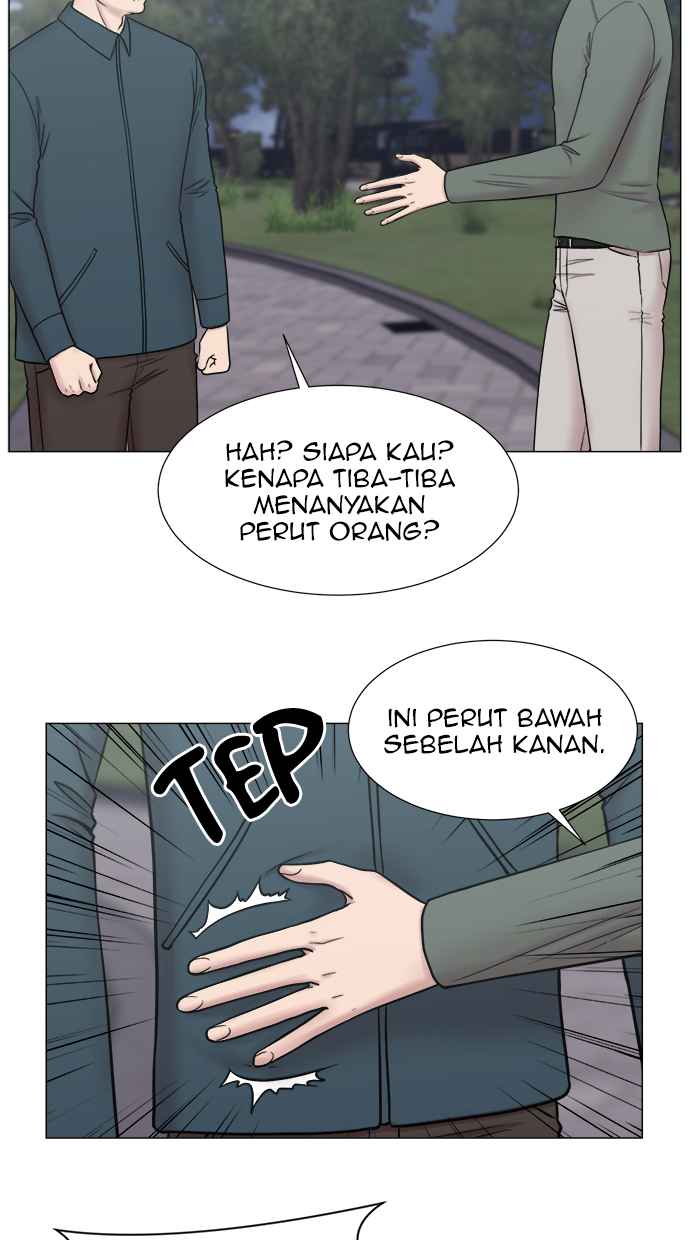 HAH? SIAPA KAU?
KENAPA TIBA-TIBA
MENANYAKAN
PERUT ORANG?
TEP
INI PERUT BAWAH
SEBELAH KANAN.